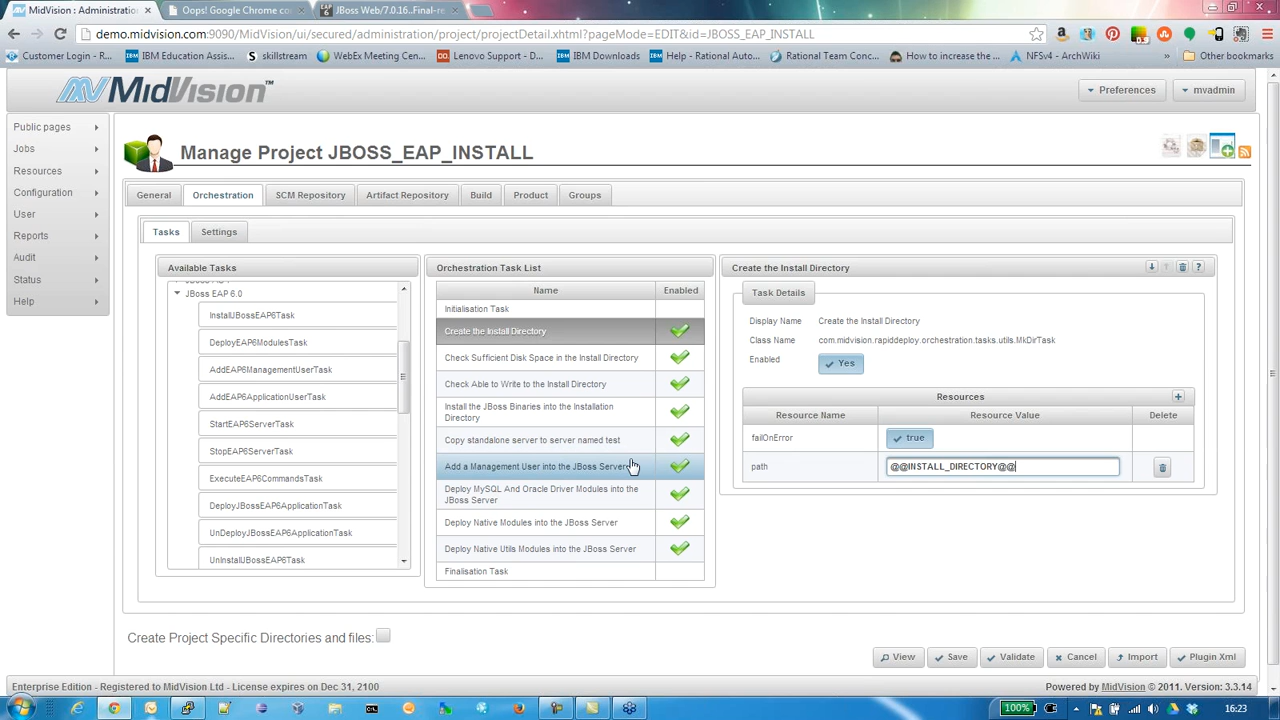 MidVision: Administration
Oops! Google Chrome co
JBoss Web/7.0.16..Final-re
demo.midvision.com:9090/MidVision/ui/secured/administration/project/projectDetail.xhtml?pageMode=EDIT&id=JBOSS_EAP_INSTALL
Customer Login - R... IBM Education Assis... skillstream WebEx Meeting Cen... Lenovo Support - D... IBM Downloads Help - Rational Auto... Rational Team Conc... How to increase the ... NFSv4 - ArchWiki » Other bookmarks
MidVision™
Preferences
mvadmin
Public pages
Jobs
Resources
Configuration
User
Reports
Audit
Status
Help
Manage Project JBOSS_EAP_INSTALL
General Orchestration SCM Repository Artifact Repository Build Product Groups
Tasks Settings
Available Tasks
JBoss EAP 6.0
InstallJBossEAP6Task
DeployEAP6ModulesTask
AddEAP6ManagementUserTask
AddEAP6ApplicationUserTask
StartEAP6ServerTask
StopEAP6ServerTask
ExecuteEAP6CommandsTask
DeployJBossEAP6ApplicationTask
UnDeployJBossEAP6ApplicationTask
UnInstallJBossEAP6Task
Orchestration Task List
Name Enabled
Initialisation Task
Create the Install Directory
Check Sufficient Disk Space in the Install Directory
Check Able to Write to the Install Directory
Install the JBoss Binaries into the Installation
Directory
Copy standalone server to server named test
Add a Management User into the JBoss Server
Deploy MySQL And Oracle Driver Modules into the
JBoss Server
Deploy Native Modules into the JBoss Server
Deploy Native Utils Modules into the JBoss Server
Finalisation Task
Create the Install Directory
Task Details
Display Name Create the Install Directory
Class Name com.midvision.rapiddeploy.orchestration.tasks.utils.MkDirTask
Enabled Yes
Resources
Resource Name Resource Value Delete
failOnError true
path @@INSTALL_DIRECTORY@@
Create Project Specific Directories and files:
View Save Validate Cancel Import Plugin Xml
Enterprise Edition - Registered to MidVision Ltd - License expires on Dec 31, 2100
Powered by MidVision © 2011. Version: 3.3.14
100%
16:23